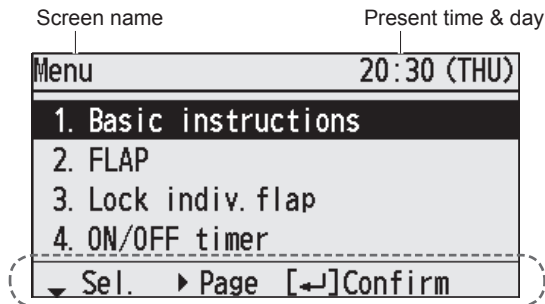 Screen name Present time & day
Menu 20:30 (THU)
1. Basic instructions
2. FLAP
3. Lock indiv.flap
4. ON/OFF timer
Sel. Page [↵]Confirm